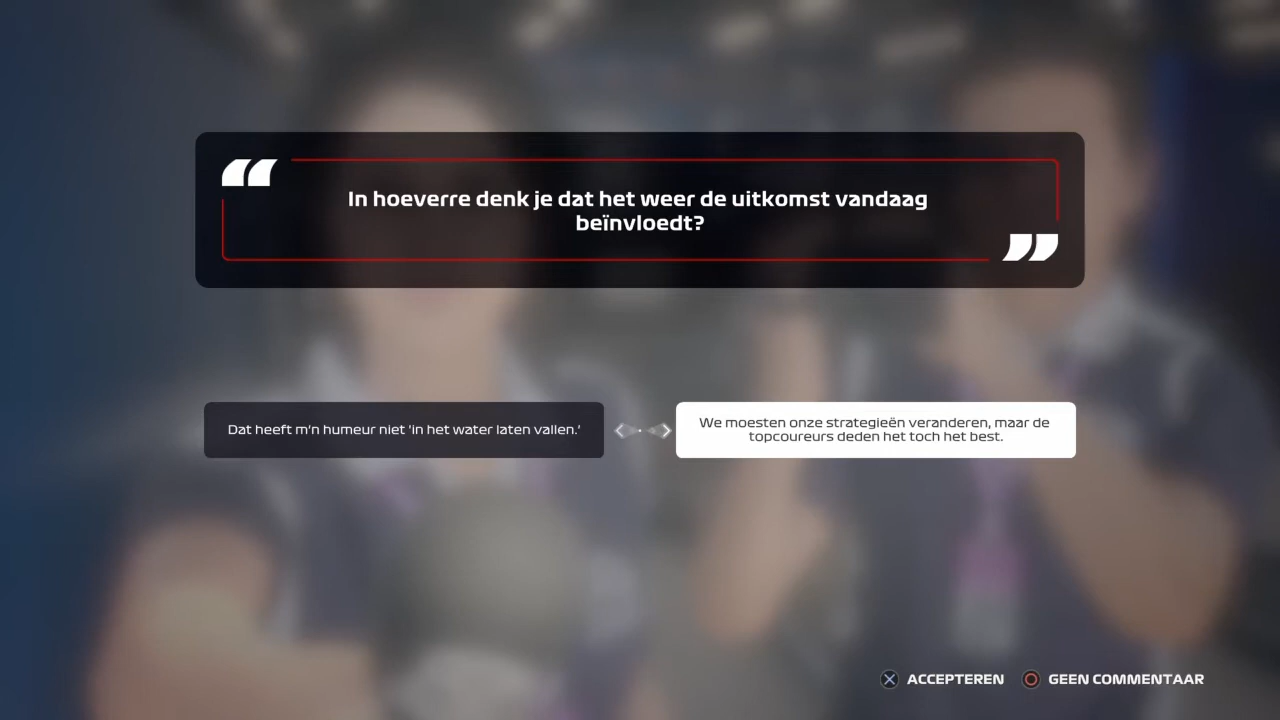 In hoeverre denk je dat het weer de uitkomst vandaag
beïnvloedt?
Dat heeft m'n humeur niet 'in het water laten vallen.'
We moesten onze strategieën veranderen, maar de
topcoureurs deden het toch het best.
ACCEPTEREN
GEEN COMMENTAAR